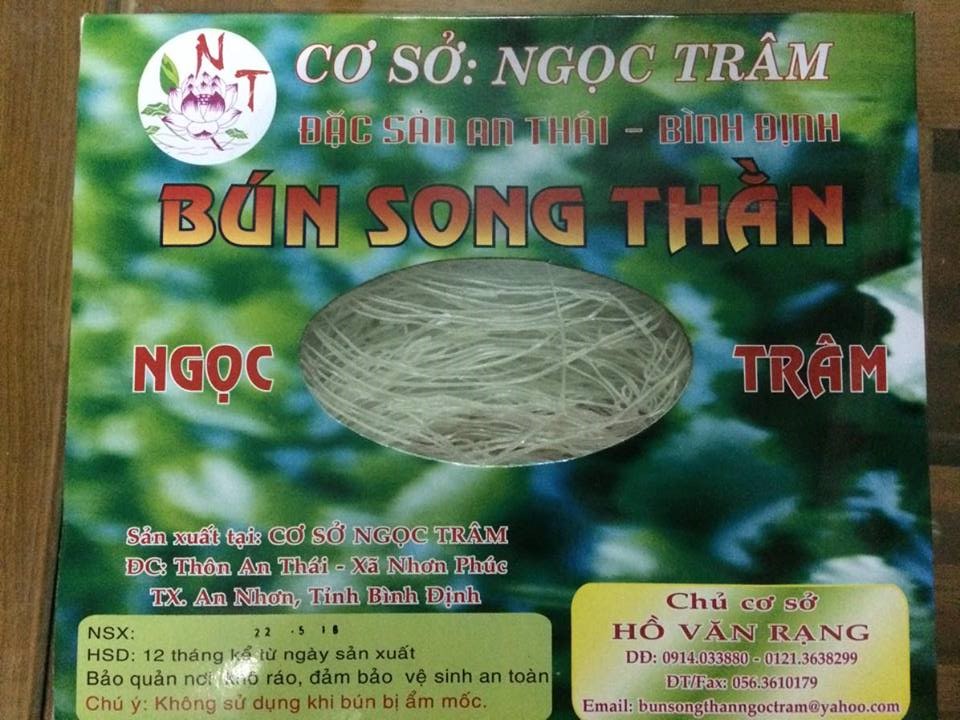 NT
CƠ SỞ: NGỌC TRÂM
ĐẶC SẢN AN THÁI - BÌNH ĐỊNH
BÚN SONG THẦN
NGỌC TRÂM
Sản xuất tại: CƠ SỞ NGỌC TRÂM
ĐC: Thôn An Thái - Xã Nhơn Phúc
TX. An Nhơn, Tỉnh Bình Định
NSX: 22 .5 16
HSD: 12 tháng kể từ ngày sản xuất
Bảo quản nơi khô ráo, đảm bảo vệ sinh an toàn
Chú ý: Không sử dụng khi bún bị ẩm mốc.
Chủ cơ sở
HỒ VĂN RẠNG
DĐ: 0914.033880 - 0121.3638299
ĐT/Fax: 056.3610179
Email: bunsongthanngoctram@yahoo.com